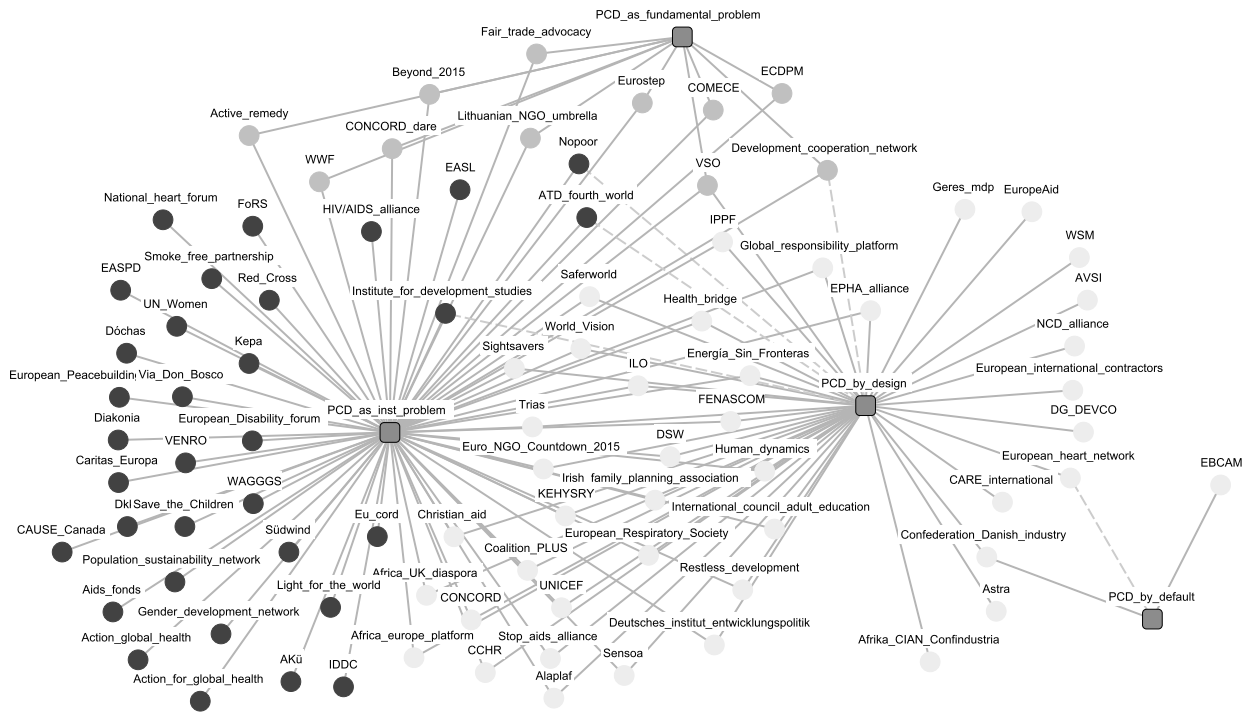 PCD_as_fundamental_problem
Fair_trade_advocacy
Beyond_2015
Eurostep
COMECE
ECDPM
Active_remedy
CONCORD_dare
Lithuanian_NGO_umbrella
Nopoor
Development_cooperation_network
WWF
EASL
VSO
National_heart_forum
FoRS
HIV/AIDS_alliance
ATD_fourth_world
IPPF
Geres_mdp
EuropeAid
WSM
Smoke_free_partnership
Global_responsibility_platform
EASPD
Red_Cross
Saferworld
EPHA_alliance
AVSI
UN_Women
Institute_for_development_studies
Health_bridge
Dóchas
Kepa
World_Vision
NCD_alliance
Sightsavers
ILO
Energía_Sin_Fronteras
European_Peacebuildin
Via_Don_Bosco
PCD_by_design
European_international_contractors
Diakonia
European_Disability_forum
PCD_as_inst_problem
Trias
FENASCOM
DG_DEVCO
VENRO
Euro_NGO_Countdown_2015
DSW
Human_dynamics
European_heart_network
Caritas_Europa
EBCAM
WAGGGS
Irish_family_planning_association
CARE_international
Dkl
Save_the_Children
KEHYSRY
International_council_adult_education
CAUSE_Canada
Südwind
Eu_cord
Christian_aid
European_Respiratory_Society
Confederation_Danish_industry
Population_sustainability_network
Coalition_PLUS
Restless_development
Aids_fonds
Light_for_the_world
Africa_UK_diaspora
UNICEF
Astra
PCD_by_default
Gender_development_network
CONCORD
Deutsches_institut_entwicklungspolitik
Action_global_health
Africa_europe_platform
Stop_aids_alliance
Afrika_CIAN_Confindustria
Action_for_global_health
AKü
IDDC
CCHR
Alaplaf
Sensoa